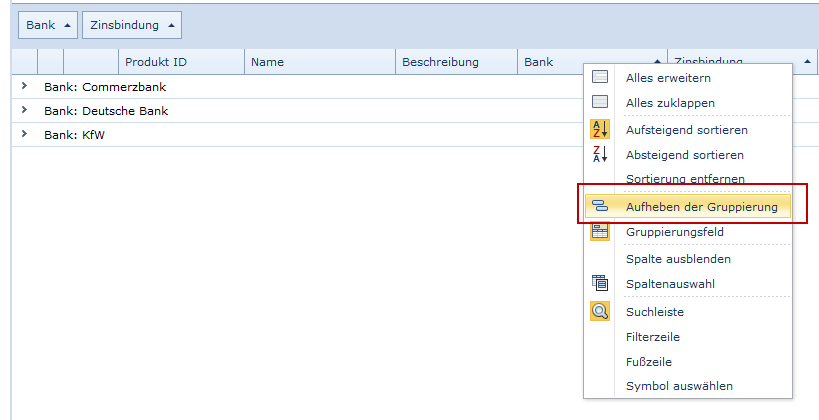 Bank Zinsbindung
Produkt ID Name Beschreibung Bank Zinsbindung
Bank: Commerzbank
Bank: Deutsche Bank
Bank: KfW
Alles erweitern
Alles zuklappen
Aufsteigend sortieren
Absteigend sortieren
Sortierung entfernen
Aufheben der Gruppierung
Gruppierungsfeld
Spalte ausblenden
Spaltenauswahl
Suchleiste
Filterzeile
Fußzeile
Symbol auswählen